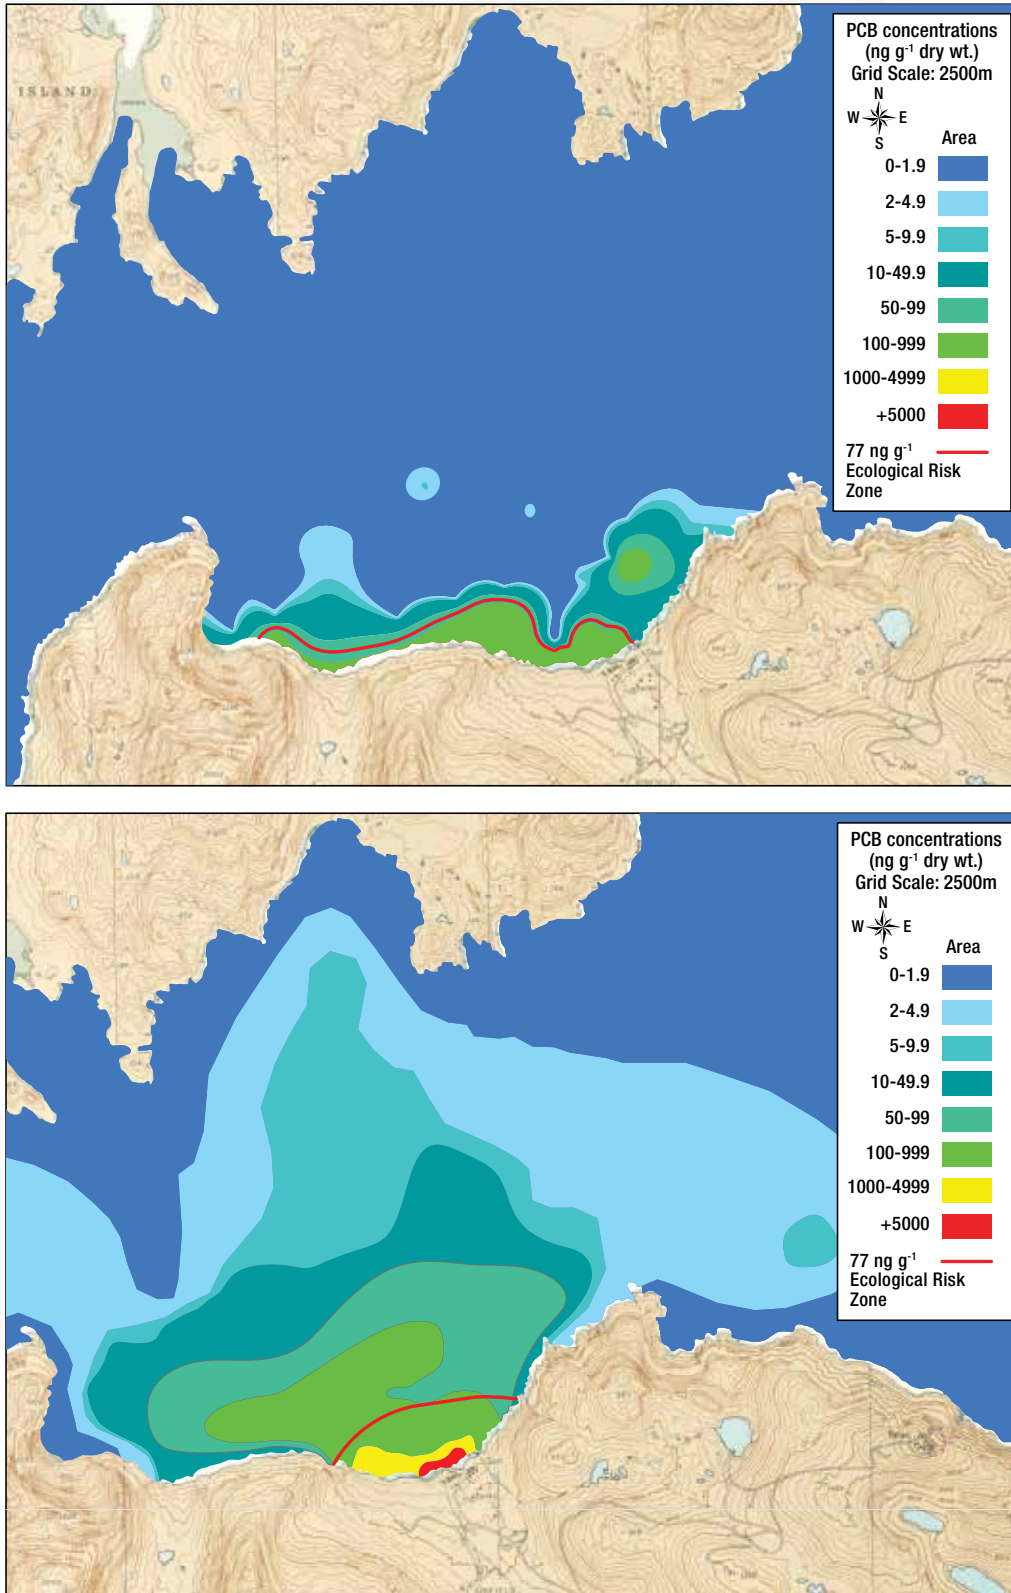 PCB concentrations
(ng g⁻¹ dry wt.)
Grid Scale: 2500m
N
W E
S
Area
0-1.9
2-4.9
5-9.9
10-49.9
50-99
100-999
1000-4999
+5000
77 ng g⁻¹
Ecological Risk
Zone
ISLAND
PCB concentrations
(ng g⁻¹ dry wt.)
Grid Scale: 2500m
N
W E
S
Area
0-1.9
2-4.9
5-9.9
10-49.9
50-99
100-999
1000-4999
+5000
77 ng g⁻¹
Ecological Risk
Zone